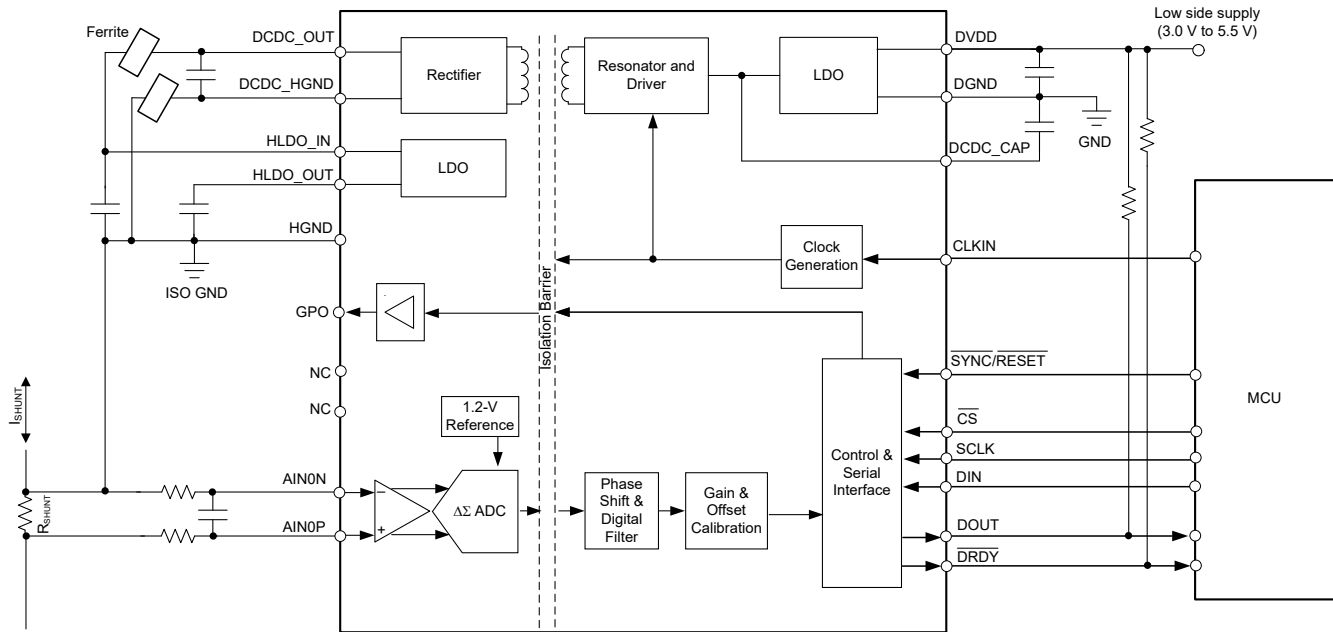 Low side supply
(3.0 V to 5.5 V)
Ferrite
DCDC_OUT
DCDC_HGND
HLDO_IN
HLDO_OUT
HGND
ISO GND
GPO
NC
NC
AIN0N
AIN0P
I_SHUNT
R_SHUNT
Rectifier
LDO
Isolation Barrier
1.2-V
Reference
−
+
ΔΣ ADC
Resonator and
Driver
LDO
Clock
Generation
Phase
Shift &
Digital
Filter
Gain &
Offset
Calibration
Control &
Serial
Interface
DVDD
DGND
GND
DCDC_CAP
CLKIN
SYNC/RESET
CS
SCLK
DIN
DOUT
DRDY
MCU